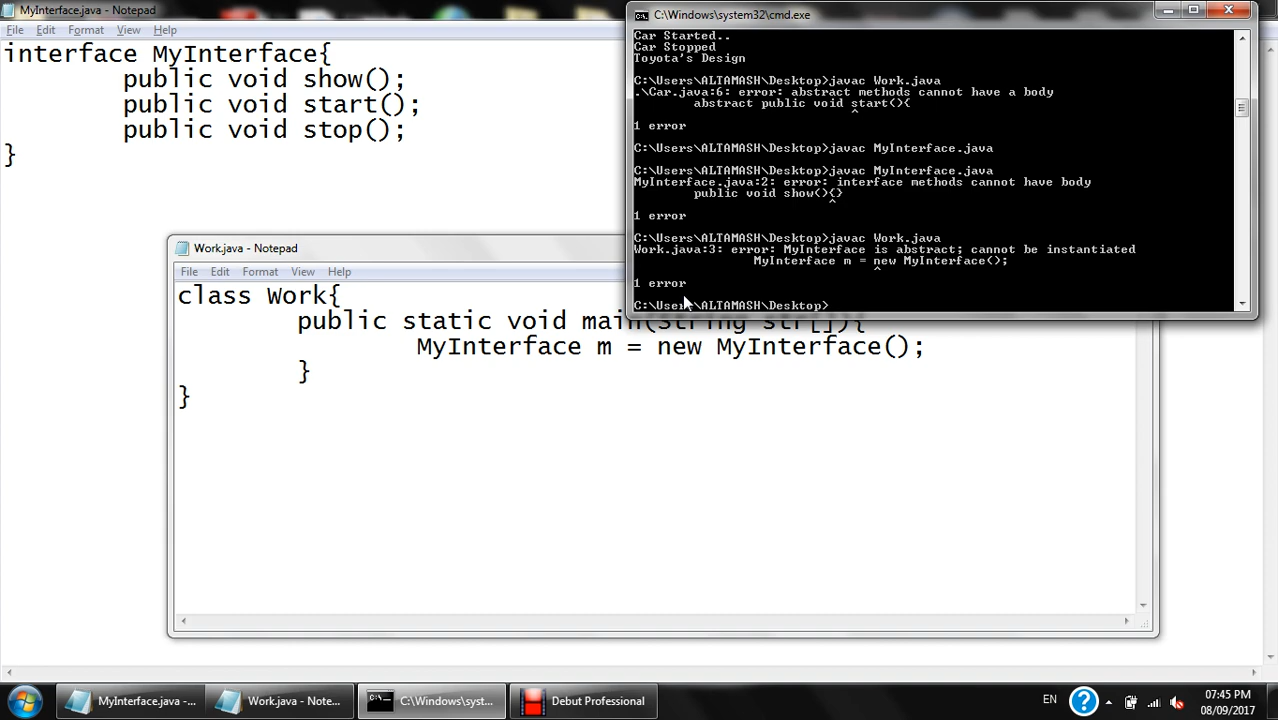 MyInterface.java - Notepad
File Edit Format View Help
interface MyInterface{
public void show();
public void start();
public void stop();
}
C:\Windows\system32\cmd.exe
Car Started..
Car Stopped
Toyota's Design
C:\Users\ALTAMASH\Desktop>javac Work.java
.\Car.java:6: error: abstract methods cannot have a body
abstract public void start(){
^
1 error
C:\Users\ALTAMASH\Desktop>javac MyInterface.java
C:\Users\ALTAMASH\Desktop>javac MyInterface.java
MyInterface.java:2: error: interface methods cannot have body
public void show(){}
^
1 error
C:\Users\ALTAMASH\Desktop>javac Work.java
Work.java:3: error: MyInterface is abstract; cannot be instantiated
MyInterface m = new MyInterface();
^
1 error
C:\Users\ALTAMASH\Desktop>
Work.java - Notepad
File Edit Format View Help
class Work{
public static void main(String str[]){
MyInterface m = new MyInterface();
}
}
MyInterface.java -...
Work.java - Note...
C:\Windows\syst...
Debut Professional
EN
07:45 PM
08/09/2017